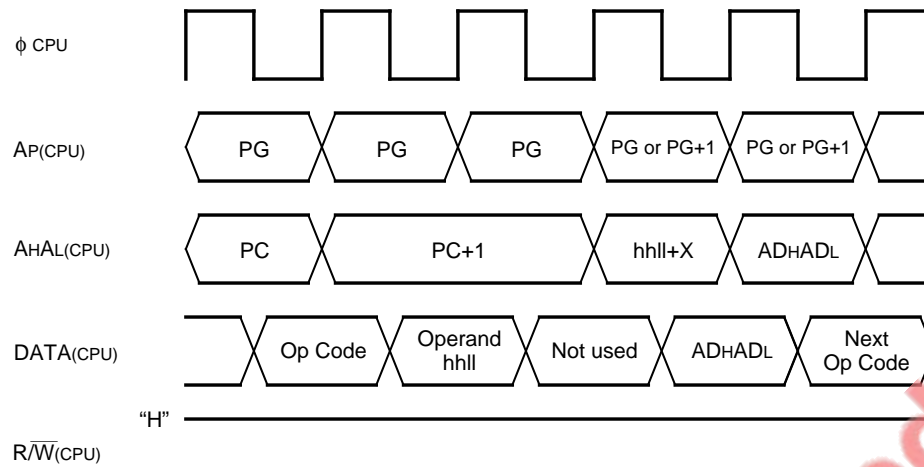 ϕ CPU
AP(CPU) PG PG PG PG or PG+1 PG or PG+1
AHAL(CPU) PC PC+1 hhll+X ADHADL
DATA(CPU) Op Code Operand hhll Not used ADHADL Next Op Code
“H”
R/W̅(CPU)